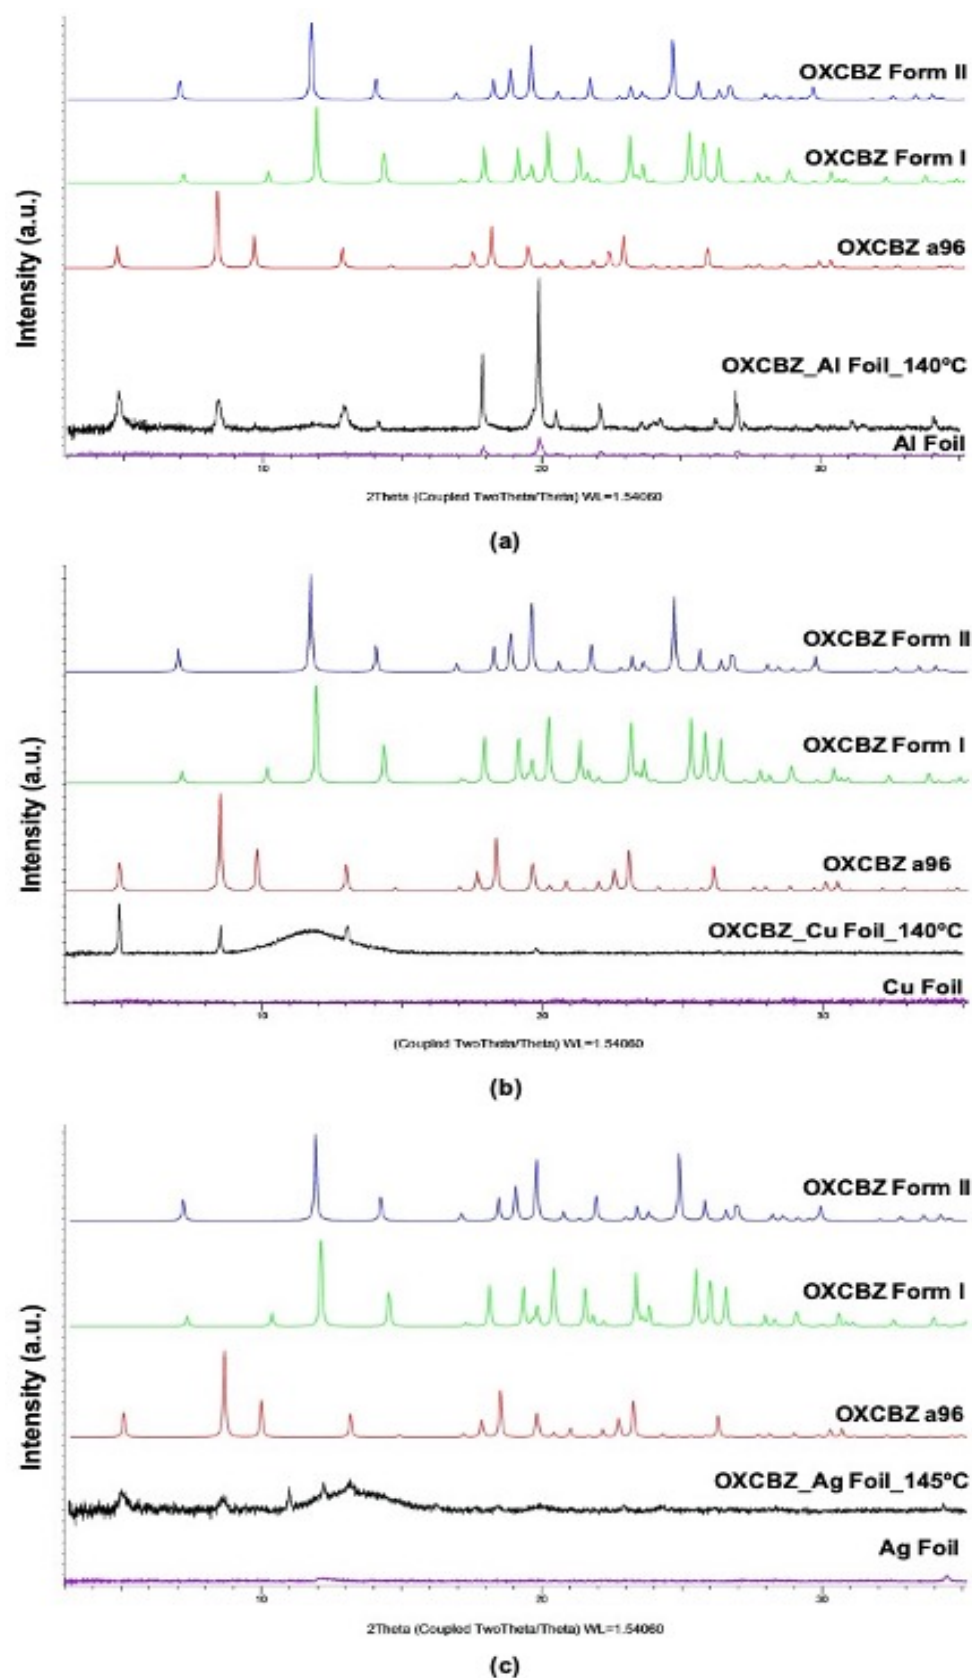 OXCBZ Form II
OXCBZ Form I
OXCBZ a96
OXCBZ_Al Foil_140ºC
Al Foil
Intensity (a.u.)
10 20 30
2Theta (Coupled TwoTheta/Theta) WL=1.54060
(a)
OXCBZ Form II
OXCBZ Form I
OXCBZ a96
OXCBZ_Cu Foil_140ºC
Cu Foil
Intensity (a.u.)
10 20 30
(Coupled TwoTheta/Theta) WL=1.54060
(b)
OXCBZ Form II
OXCBZ Form I
OXCBZ a96
OXCBZ_Ag Foil_145ºC
Ag Foil
Intensity (a.u.)
10 20 30
2Theta (Coupled TwoTheta/Theta) WL=1.54060
(c)